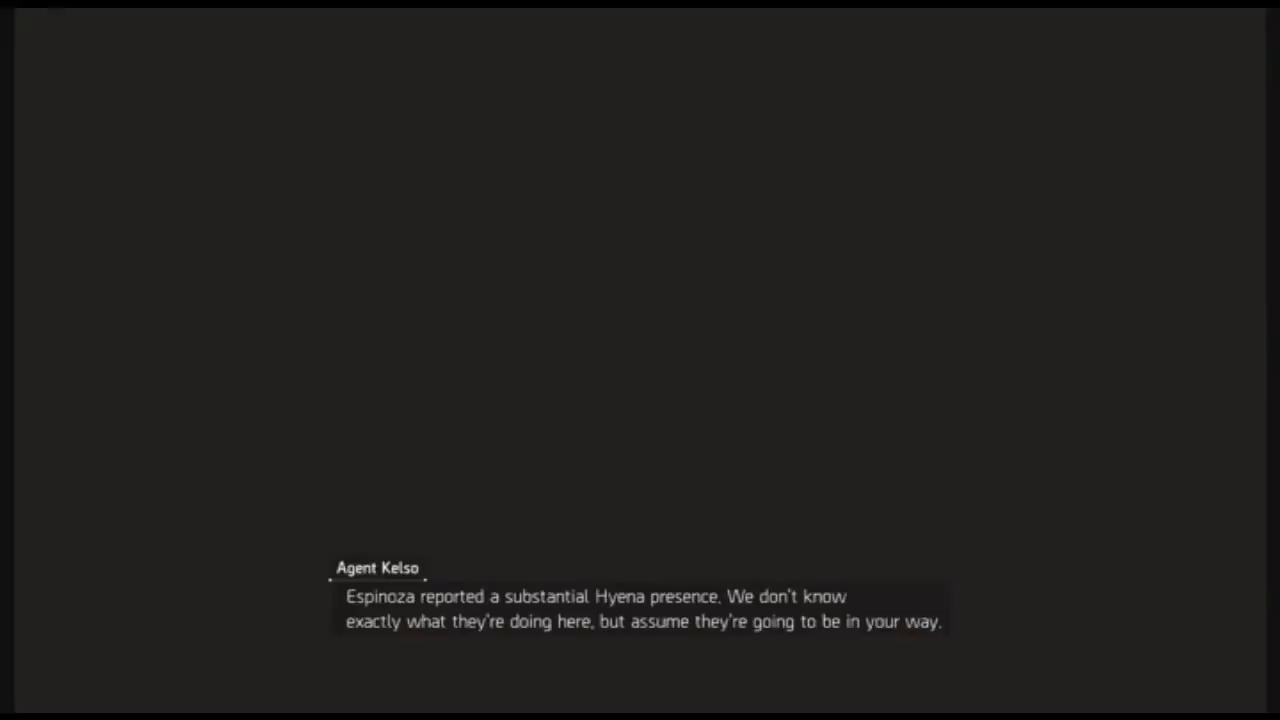 Agent Kelso
Espinoza reported a substantial Hyena presence. We don't know
exactly what they're doing here, but assume they're going to be in your way.